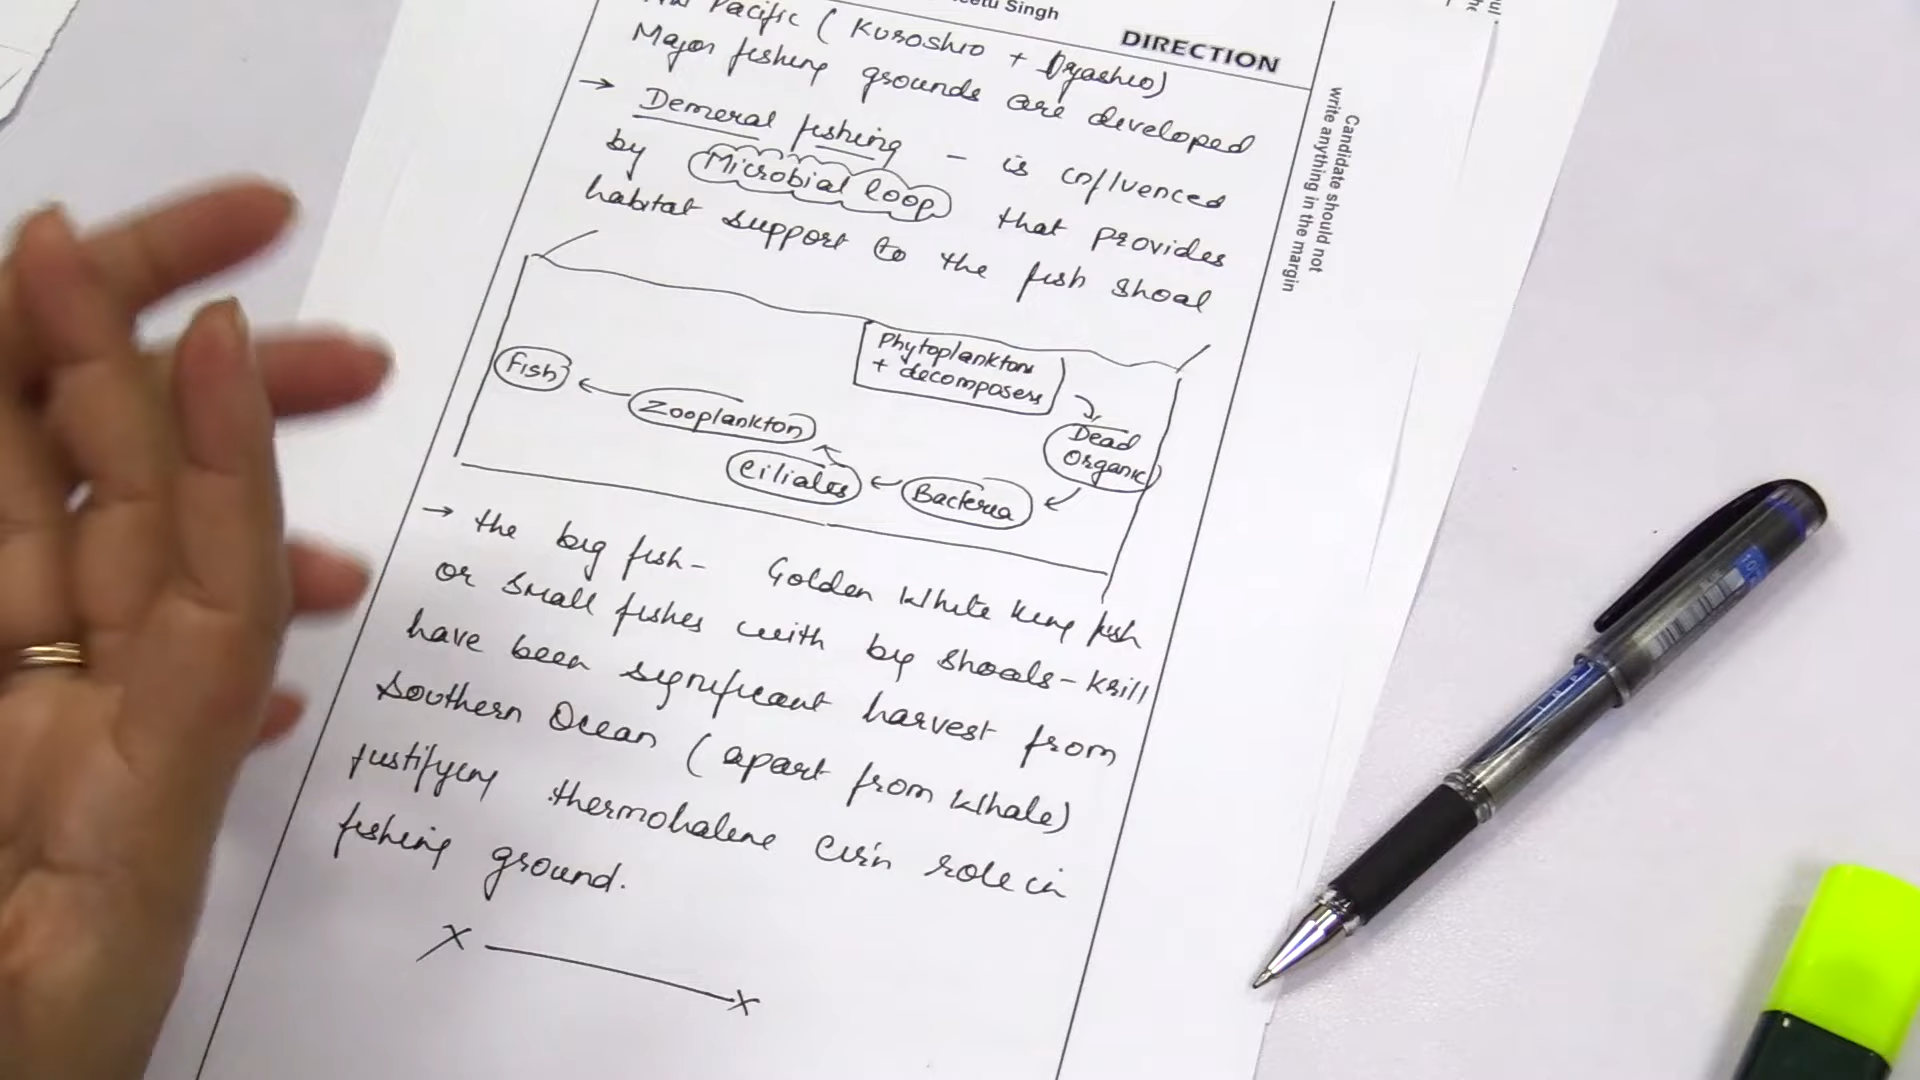 Singh
DIRECTION
Pacific ( Kuroshio + Oyashio)
Major fishing grounds are developed
→ Demeral fishing - is influenced
by Microbial loop that provides
habitat support to the fish shoal
Phytoplankton
+ decomposers
Fish
Zooplankton
Dead
Organic
Ciliates
Bacteria
→ the big fish - Golden White King fish
or small fishes with big shoals - krill
have been significant harvest from
Southern Ocean ( apart from Whale)
justifying thermohaline circn role in
fishing ground.
x x
Candidate should not
write anything in the margin